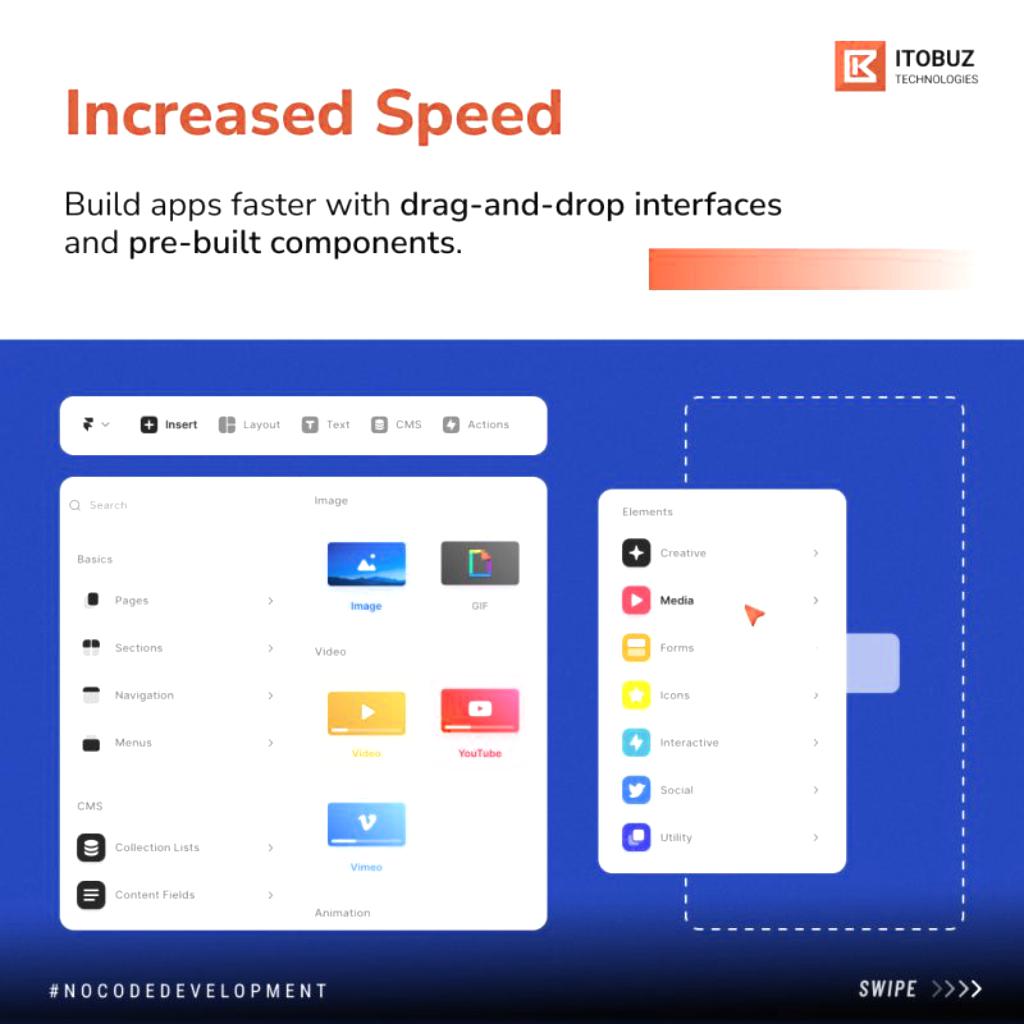 ITOBUZ
TECHNOLOGIES
Increased Speed
Build apps faster with drag-and-drop interfaces
and pre-built components.
Insert
Layout
Text
CMS
Actions
Search
Basics
Pages
Sections
Navigation
Menus
CMS
Collection Lists
Content Fields
Image
Image
GIF
Video
Video
YouTube
Vimeo
Animation
Elements
Creative
Media
Forms
Icons
Interactive
Social
Utility
#NOCODEDEVELOPMENT
SWIPE >>>>